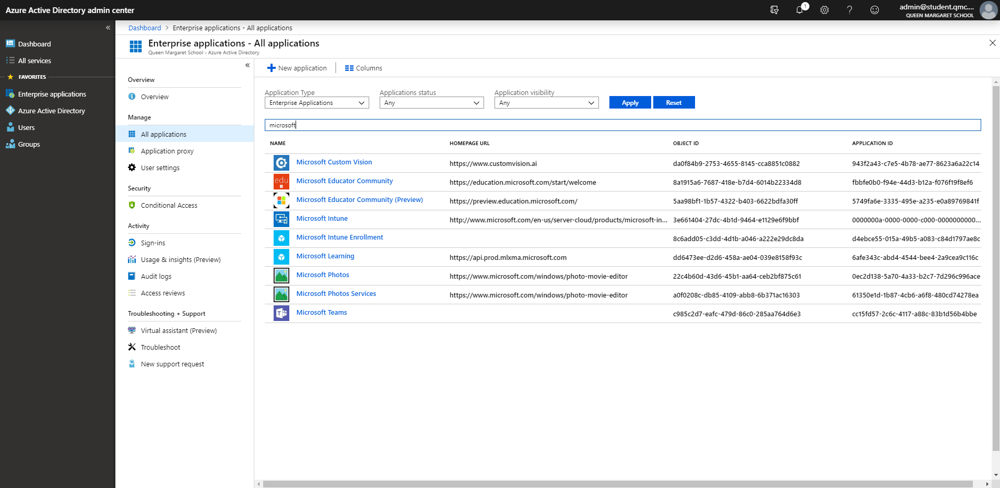 Azure Active Directory admin center
1
admin@student.qmc....
QUEEN MARGARET SCHOOL
Dashboard
All services
FAVORITES
Enterprise applications
Azure Active Directory
Users
Groups
Dashboard > Enterprise applications - All applications
Enterprise applications - All applications
Queen Margaret School - Azure Active Directory
Overview
Overview
Manage
All applications
Application proxy
User settings
Security
Conditional Access
Activity
Sign-ins
Usage & insights (Preview)
Audit logs
Access reviews
Troubleshooting + Support
Virtual assistant (Preview)
Troubleshoot
New support request
New application
Columns
Application Type Applications status Application visibility
Enterprise Applications Any Any Apply Reset
microsoft
NAME HOMEPAGE URL OBJECT ID APPLICATION ID
Microsoft Custom Vision https://www.customvision.ai da0f84b9-2753-4655-8145-cca8851c0882 943f2a43-c7e5-4b78-ae77-8623a6a22c14
edu Microsoft Educator Community https://education.microsoft.com/start/welcome 8a1915a6-7687-418e-b7d4-6014b22334d8 fbbfe0b0-f94e-44d3-b12a-f076f19f8ef6
Microsoft Educator Community (Preview) https://preview.education.microsoft.com/ 5aa98bf1-1b57-4322-b403-6622bdfa30ff 5749fa6e-3335-495e-a235-e0a89769841f
Microsoft Intune http://www.microsoft.com/en-us/server-cloud/products/microsoft-in... 3e661404-27dc-4b1d-9464-e1129e6f9bbf 0000000a-0000-0000-c000-0000000000...
Microsoft Intune Enrollment 8c6add05-c3dd-4d1b-a046-a222e29dc8da d4ebce55-015a-49b5-a083-c84d1797ae8c
Microsoft Learning https://api.prod.mlxma.microsoft.com dd6473ee-d2d6-458a-ae04-039e8158f93c 6afe343c-abd4-4544-bee4-2a9cea9c116c
Microsoft Photos https://www.microsoft.com/windows/photo-movie-editor 22c4b60d-43d6-45b1-aa64-ceb2bf875c61 0ec2d138-5a70-4a33-b2c7-7d296c996ace
Microsoft Photos Services https://www.microsoft.com/windows/photo-movie-editor a0f0208c-db85-4109-abb8-6b371ac16303 61350e1d-1b87-4cb6-a6f8-480cd74278ea
Microsoft Teams c985c2d7-eafc-479d-86c0-285aa764d6e3 cc15fd57-2c6c-4117-a88c-83b1d56b4bbe